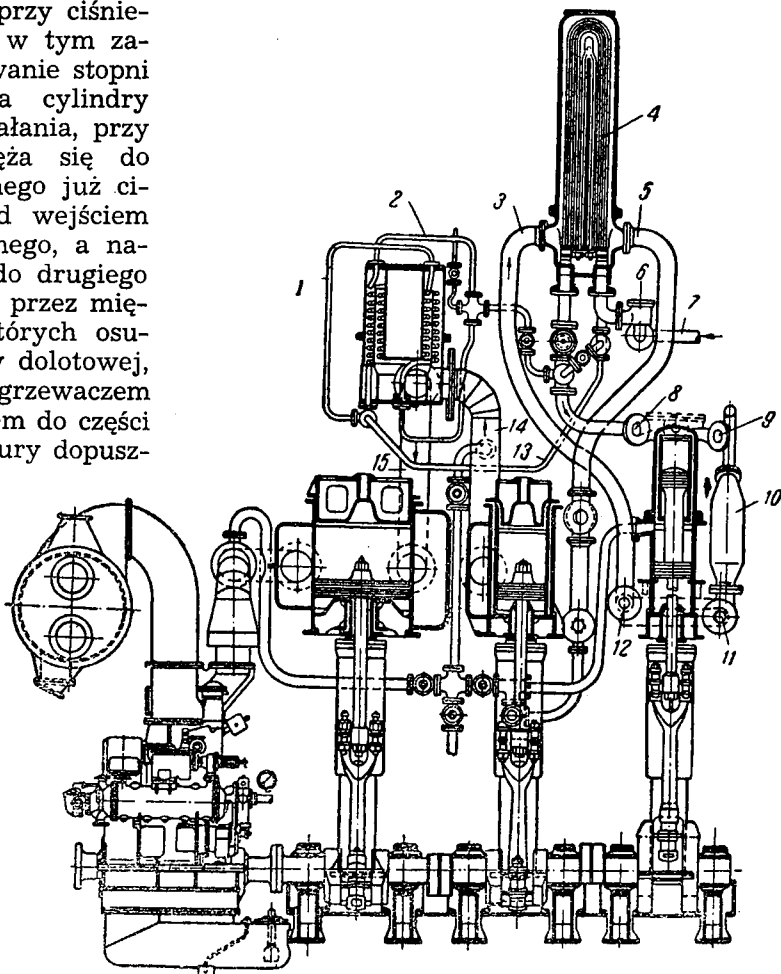 przy ciśnie-
w tym za-
wanie stopni
a cylindry
ałania, przy
ęża się do
nego już ci-
d wejściem
nego, a na-
do drugiego
przez mię-
tórych osu-
y dolotowej,
grzewaczem
em do części
ury dopusz-
1
2
3
4
5
6
7
8
9
10
11
12
13
14
15